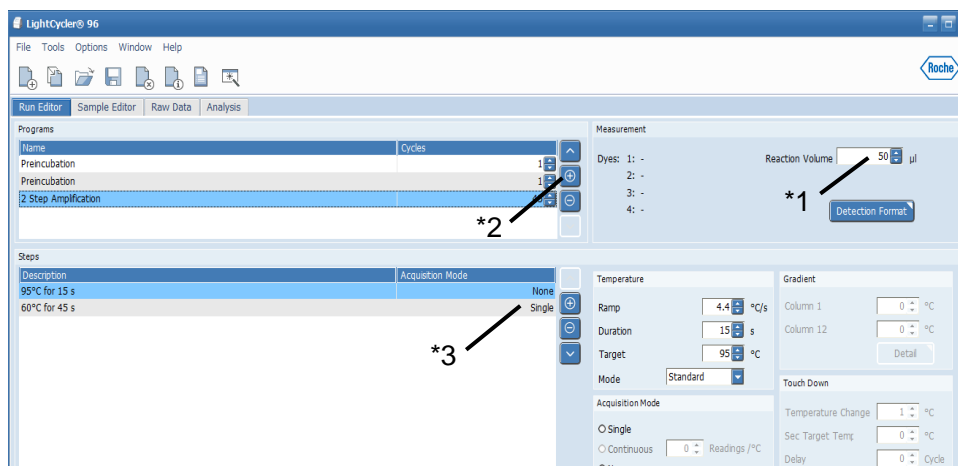 LightCycler® 96
File Tools Options Window Help
Roche
Run Editor Sample Editor Raw Data Analysis
Programs
Name Cycles
Preincubation 1
Preincubation 1
2 Step Amplification
*2
Measurement
Dyes: 1: - Reaction Volume 50 µl
2: -
3: -
4: -
*1
Detection Format
Steps
Description Acquisition Mode
95°C for 15 s None
60°C for 45 s Single
*3
Temperature
Ramp 4.4 °C/s
Duration 15 s
Target 95 °C
Mode Standard
Gradient
Column 1 0 °C
Column 12 0 °C
Detail
Acquisition Mode
Single
Continuous 0 Readings /°C
Touch Down
Temperature Change 1 °C
Sec Target Temp 0 °C
Delay 0 Cycle